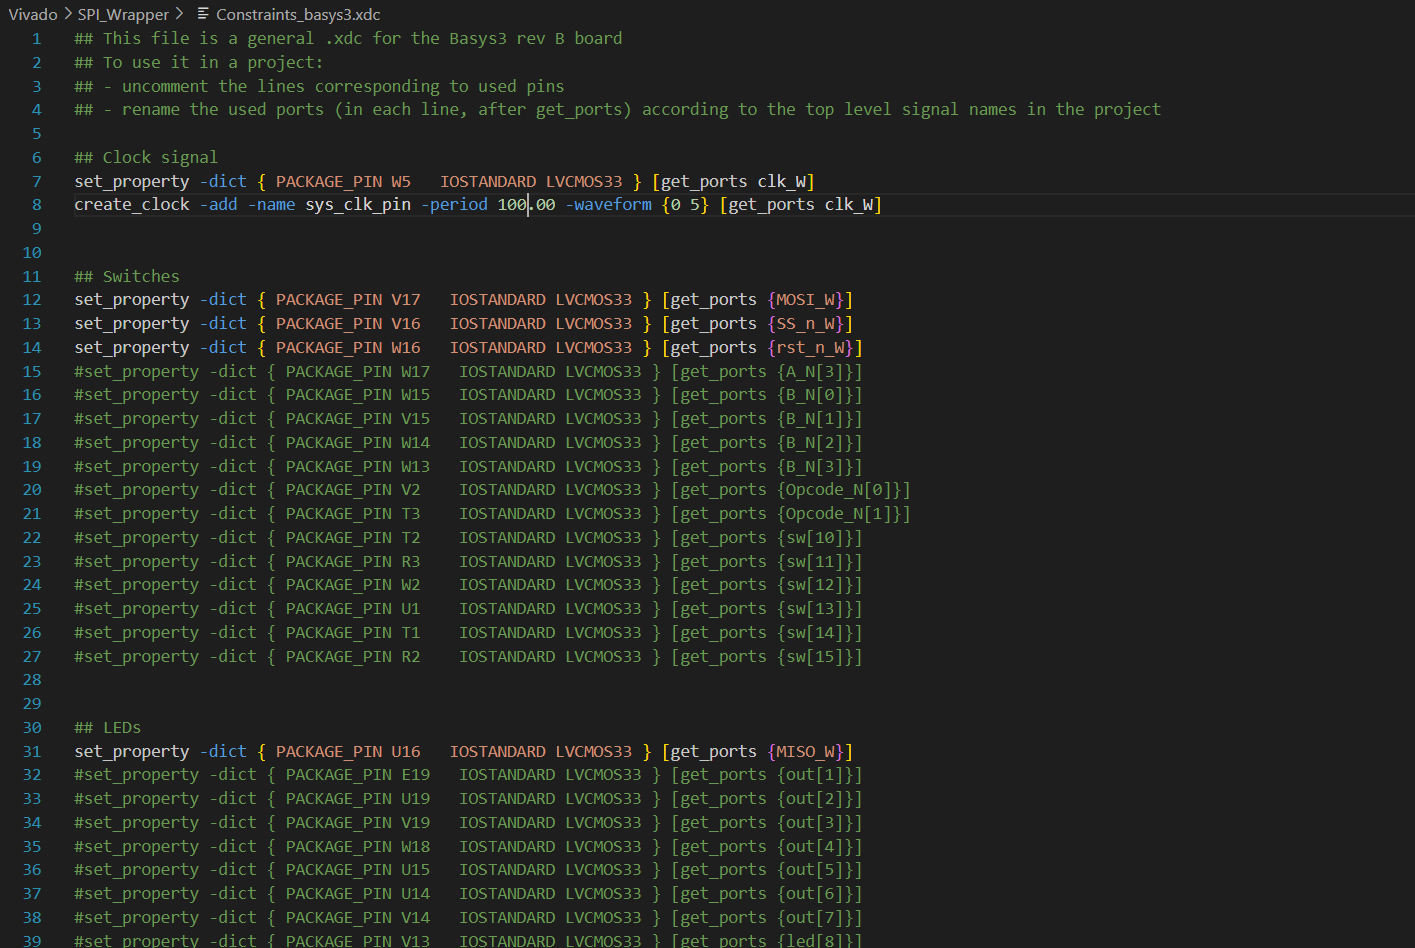 Vivado > SPI_Wrapper > Constraints_basys3.xdc
1 ## This file is a general .xdc for the Basys3 rev B board
2 ## To use it in a project:
3 ## - uncomment the lines corresponding to used pins
4 ## - rename the used ports (in each line, after get_ports) according to the top level signal names in the project
5
6 ## Clock signal
7 set_property -dict { PACKAGE_PIN W5   IOSTANDARD LVCMOS33 } [get_ports clk_W]
8 create_clock -add -name sys_clk_pin -period 100.00 -waveform {0 5} [get_ports clk_W]
9
10
11 ## Switches
12 set_property -dict { PACKAGE_PIN V17   IOSTANDARD LVCMOS33 } [get_ports {MOSI_W}]
13 set_property -dict { PACKAGE_PIN V16   IOSTANDARD LVCMOS33 } [get_ports {SS_n_W}]
14 set_property -dict { PACKAGE_PIN W16   IOSTANDARD LVCMOS33 } [get_ports {rst_n_W}]
15 #set_property -dict { PACKAGE_PIN W17   IOSTANDARD LVCMOS33 } [get_ports {A_N[3]}]
16 #set_property -dict { PACKAGE_PIN W15   IOSTANDARD LVCMOS33 } [get_ports {B_N[0]}]
17 #set_property -dict { PACKAGE_PIN V15   IOSTANDARD LVCMOS33 } [get_ports {B_N[1]}]
18 #set_property -dict { PACKAGE_PIN W14   IOSTANDARD LVCMOS33 } [get_ports {B_N[2]}]
19 #set_property -dict { PACKAGE_PIN W13   IOSTANDARD LVCMOS33 } [get_ports {B_N[3]}]
20 #set_property -dict { PACKAGE_PIN V2    IOSTANDARD LVCMOS33 } [get_ports {Opcode_N[0]}]
21 #set_property -dict { PACKAGE_PIN T3    IOSTANDARD LVCMOS33 } [get_ports {Opcode_N[1]}]
22 #set_property -dict { PACKAGE_PIN T2    IOSTANDARD LVCMOS33 } [get_ports {sw[10]}]
23 #set_property -dict { PACKAGE_PIN R3    IOSTANDARD LVCMOS33 } [get_ports {sw[11]}]
24 #set_property -dict { PACKAGE_PIN W2    IOSTANDARD LVCMOS33 } [get_ports {sw[12]}]
25 #set_property -dict { PACKAGE_PIN U1    IOSTANDARD LVCMOS33 } [get_ports {sw[13]}]
26 #set_property -dict { PACKAGE_PIN T1    IOSTANDARD LVCMOS33 } [get_ports {sw[14]}]
27 #set_property -dict { PACKAGE_PIN R2    IOSTANDARD LVCMOS33 } [get_ports {sw[15]}]
28
29
30 ## LEDs
31 set_property -dict { PACKAGE_PIN U16   IOSTANDARD LVCMOS33 } [get_ports {MISO_W}]
32 #set_property -dict { PACKAGE_PIN E19   IOSTANDARD LVCMOS33 } [get_ports {out[1]}]
33 #set_property -dict { PACKAGE_PIN U19   IOSTANDARD LVCMOS33 } [get_ports {out[2]}]
34 #set_property -dict { PACKAGE_PIN V19   IOSTANDARD LVCMOS33 } [get_ports {out[3]}]
35 #set_property -dict { PACKAGE_PIN W18   IOSTANDARD LVCMOS33 } [get_ports {out[4]}]
36 #set_property -dict { PACKAGE_PIN U15   IOSTANDARD LVCMOS33 } [get_ports {out[5]}]
37 #set_property -dict { PACKAGE_PIN U14   IOSTANDARD LVCMOS33 } [get_ports {out[6]}]
38 #set_property -dict { PACKAGE_PIN V14   IOSTANDARD LVCMOS33 } [get_ports {out[7]}]
39 #set_property -dict { PACKAGE_PIN V13   IOSTANDARD LVCMOS33 } [get_ports {led[8]}]